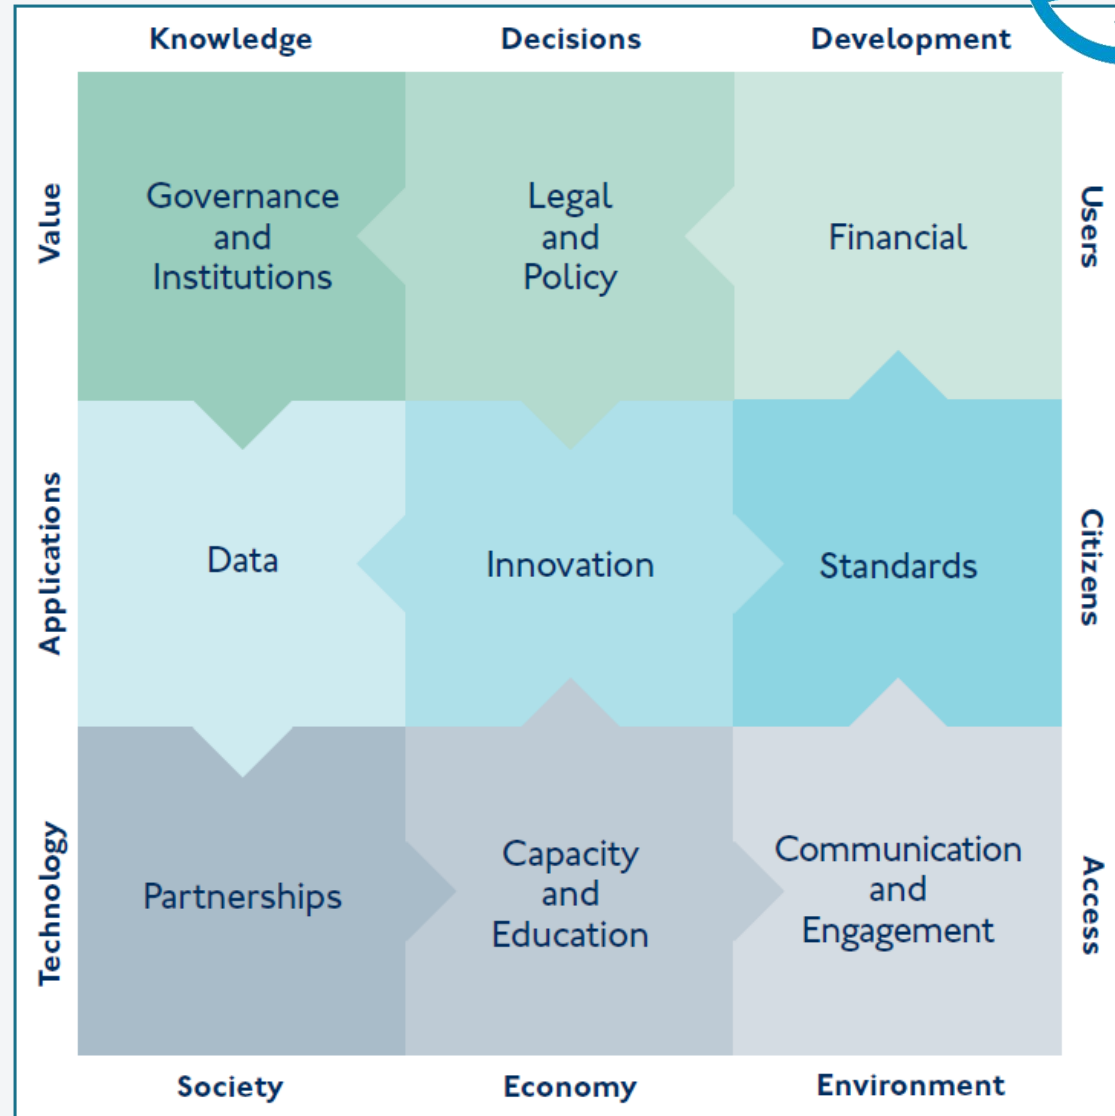 Knowledge
Decisions
Development
Value
Governance
and
Institutions
Legal
and
Policy
Financial
Users
Applications
Data
Innovation
Standards
Citizens
Technology
Partnerships
Capacity
and
Education
Communication
and
Engagement
Access
Society
Economy
Environment